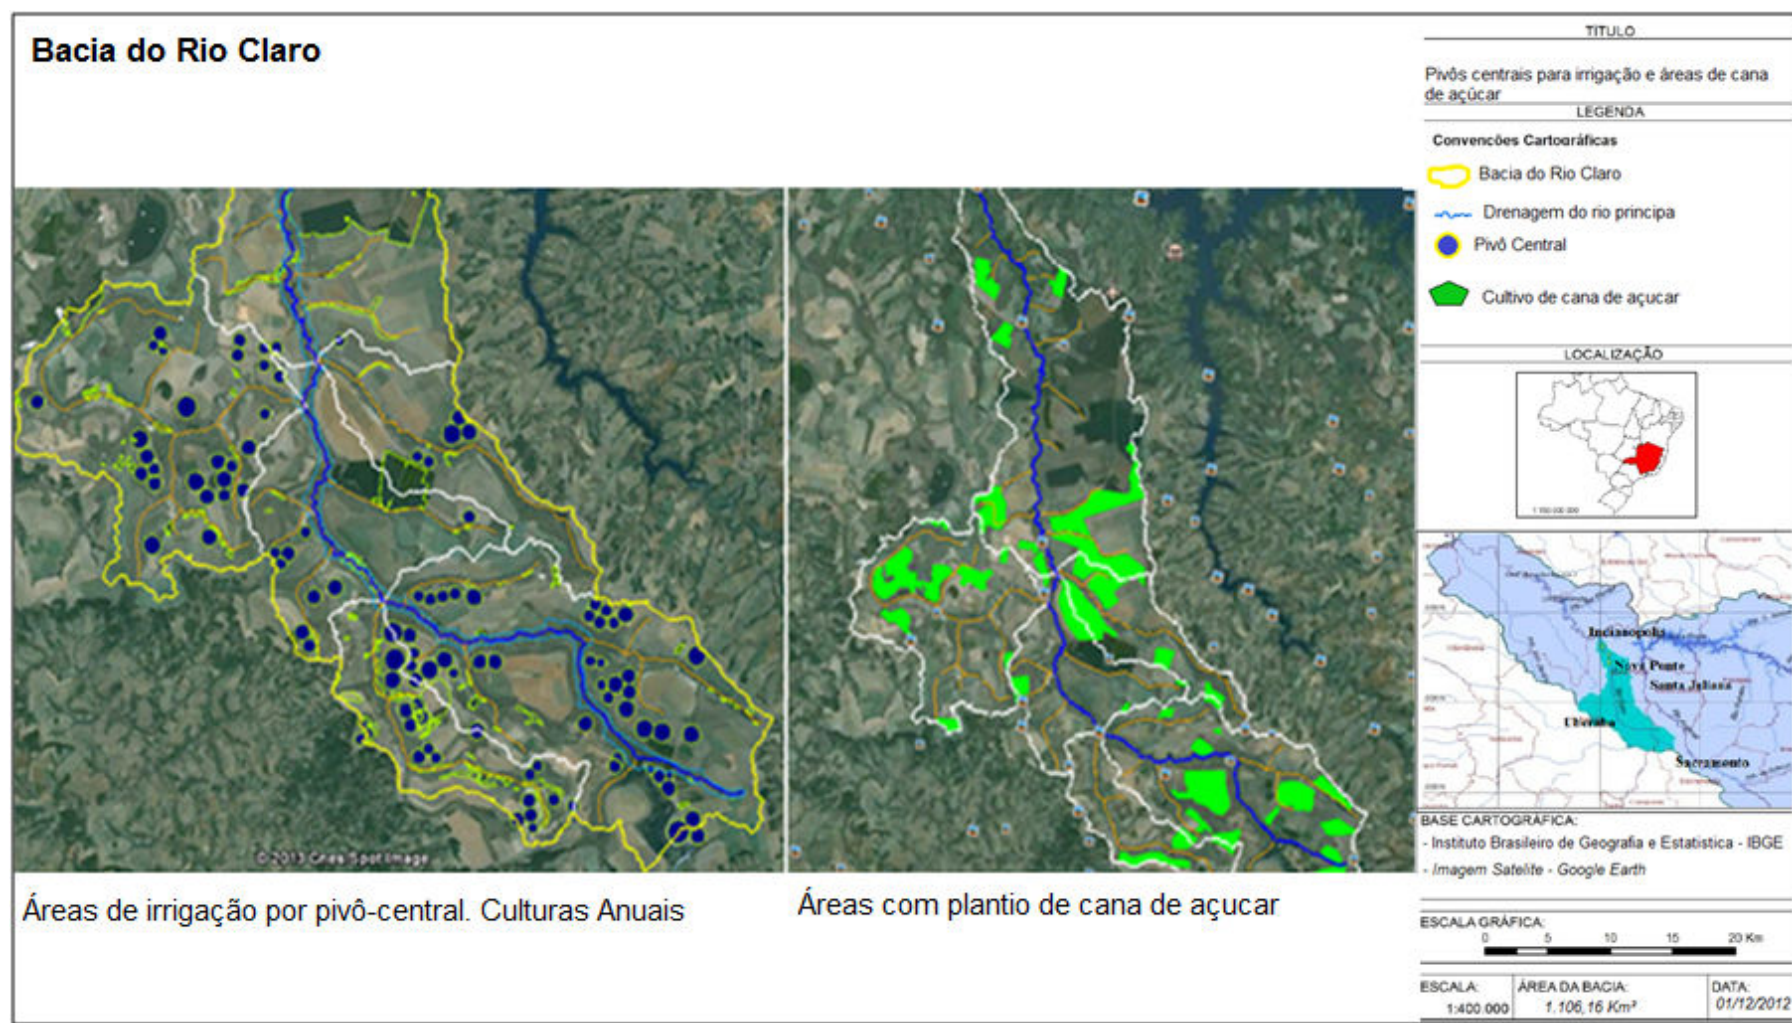 Bacia do Rio Claro
© 2013 Cnes/Spot Image
Áreas de irrigação por pivô-central. Culturas Anuais
Áreas com plantio de cana de açucar
TITULO
Pivôs centrais para irrigação e áreas de cana
de açúcar
LEGENDA
Convencões Cartográficas
Bacia do Rio Claro
Drenagem do rio principa
Pivô Central
Cultivo de cana de açucar
LOCALIZAÇÃO
Indianopolis
Nova Ponte
Santa Juliana
Uberaba
Sacramento
BASE CARTOGRÁFICA:
- Instituto Brasileiro de Geografia e Estatistica - IBGE
- Imagem Satelite - Google Earth
ESCALA GRÁFICA:
0 5 10 15 20 Km
ESCALA:
1:400.000
ÁREA DA BACIA:
1.106,16 Km²
DATA:
01/12/2012